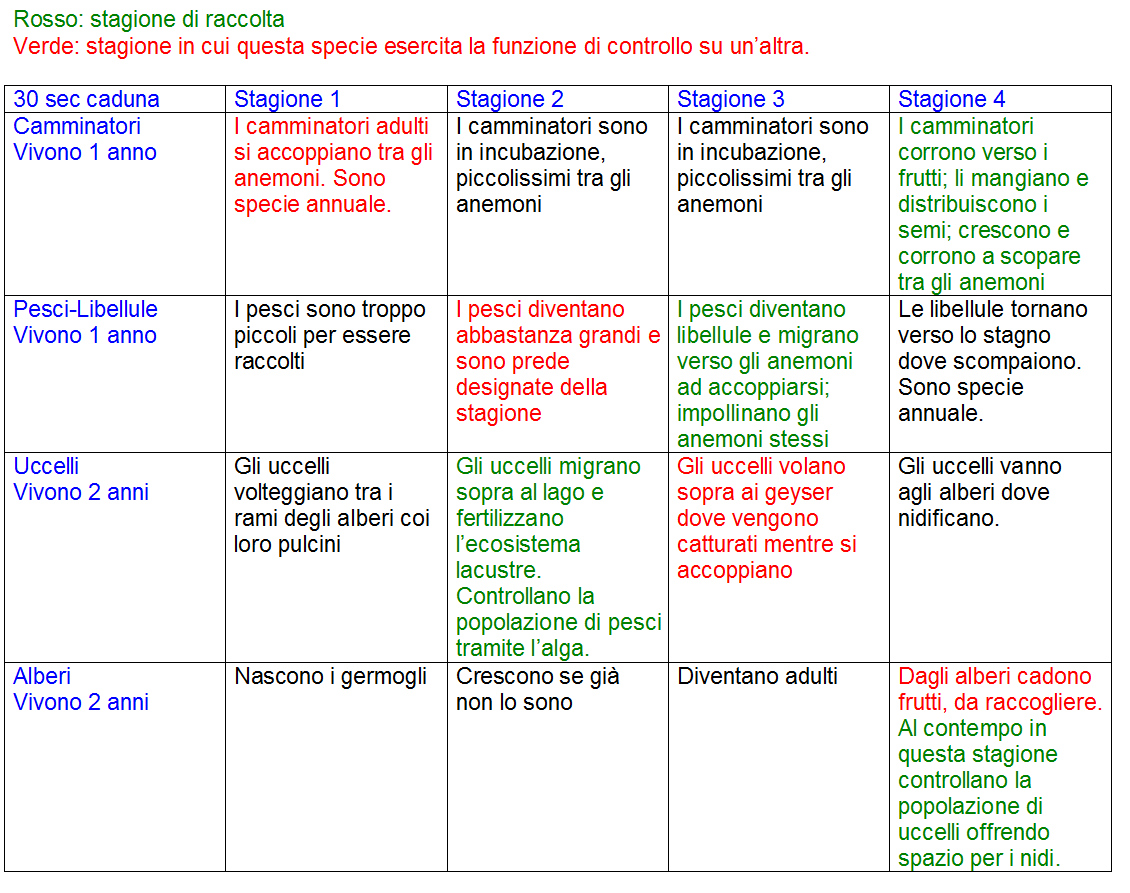 Rosso: stagione di raccolta
Verde: stagione in cui questa specie esercita la funzione di controllo su un’altra.
30 sec caduna
Stagione 1
Stagione 2
Stagione 3
Stagione 4
Camminatori
Vivono 1 anno
I camminatori adulti
si accoppiano tra gli
anemoni. Sono
specie annuale.
I camminatori sono
in incubazione,
piccolissimi tra gli
anemoni
I camminatori sono
in incubazione,
piccolissimi tra gli
anemoni
I camminatori
corrono verso i
frutti; li mangiano e
distribuiscono i
semi; crescono e
corrono a scopare
tra gli anemoni
Pesci-Libellule
Vivono 1 anno
I pesci sono troppo
piccoli per essere
raccolti
I pesci diventano
abbastanza grandi e
sono prede
designate della
stagione
I pesci diventano
libellule e migrano
verso gli anemoni
ad accoppiarsi;
impollinano gli
anemoni stessi
Le libellule tornano
verso lo stagno
dove scompaiono.
Sono specie
annuale.
Uccelli
Vivono 2 anni
Gli uccelli
volteggiano tra i
rami degli alberi coi
loro pulcini
Gli uccelli migrano
sopra al lago e
fertilizzano
l’ecosistema
lacustre.
Controllano la
popolazione di pesci
tramite l’alga.
Gli uccelli volano
sopra ai geyser
dove vengono
catturati mentre si
accoppiano
Gli uccelli vanno
agli alberi dove
nidificano.
Alberi
Vivono 2 anni
Nascono i germogli
Crescono se già
non lo sono
Diventano adulti
Dagli alberi cadono
frutti, da raccogliere.
Al contempo in
questa stagione
controllano la
popolazione di
uccelli offrendo
spazio per i nidi.